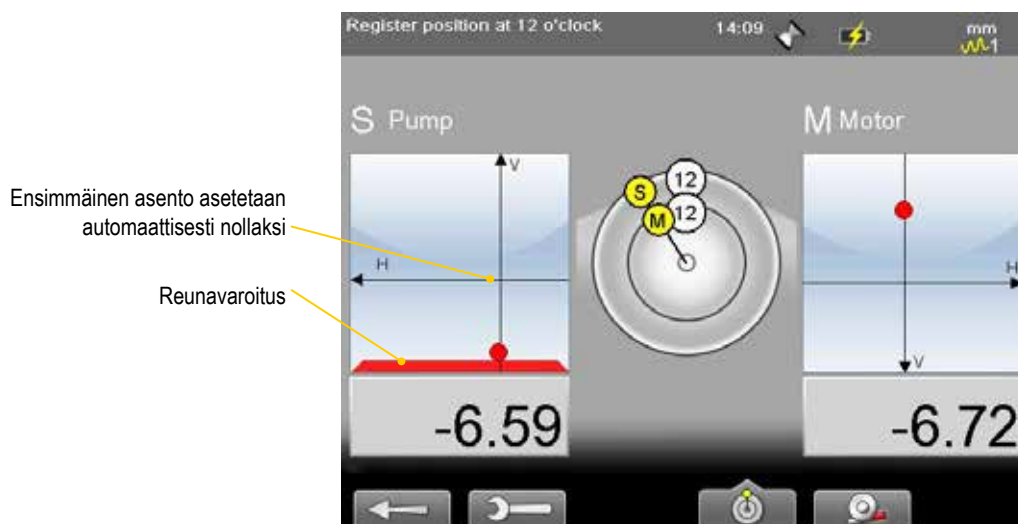 Register position at 12 o'clock
14:09
mm
1
S Pump
M Motor
Ensimmäinen asento asetetaan
automaattisesti nollaksi
Reunavaroitus
V
H
S
12
M
12
H
V
-6.59
-6.72